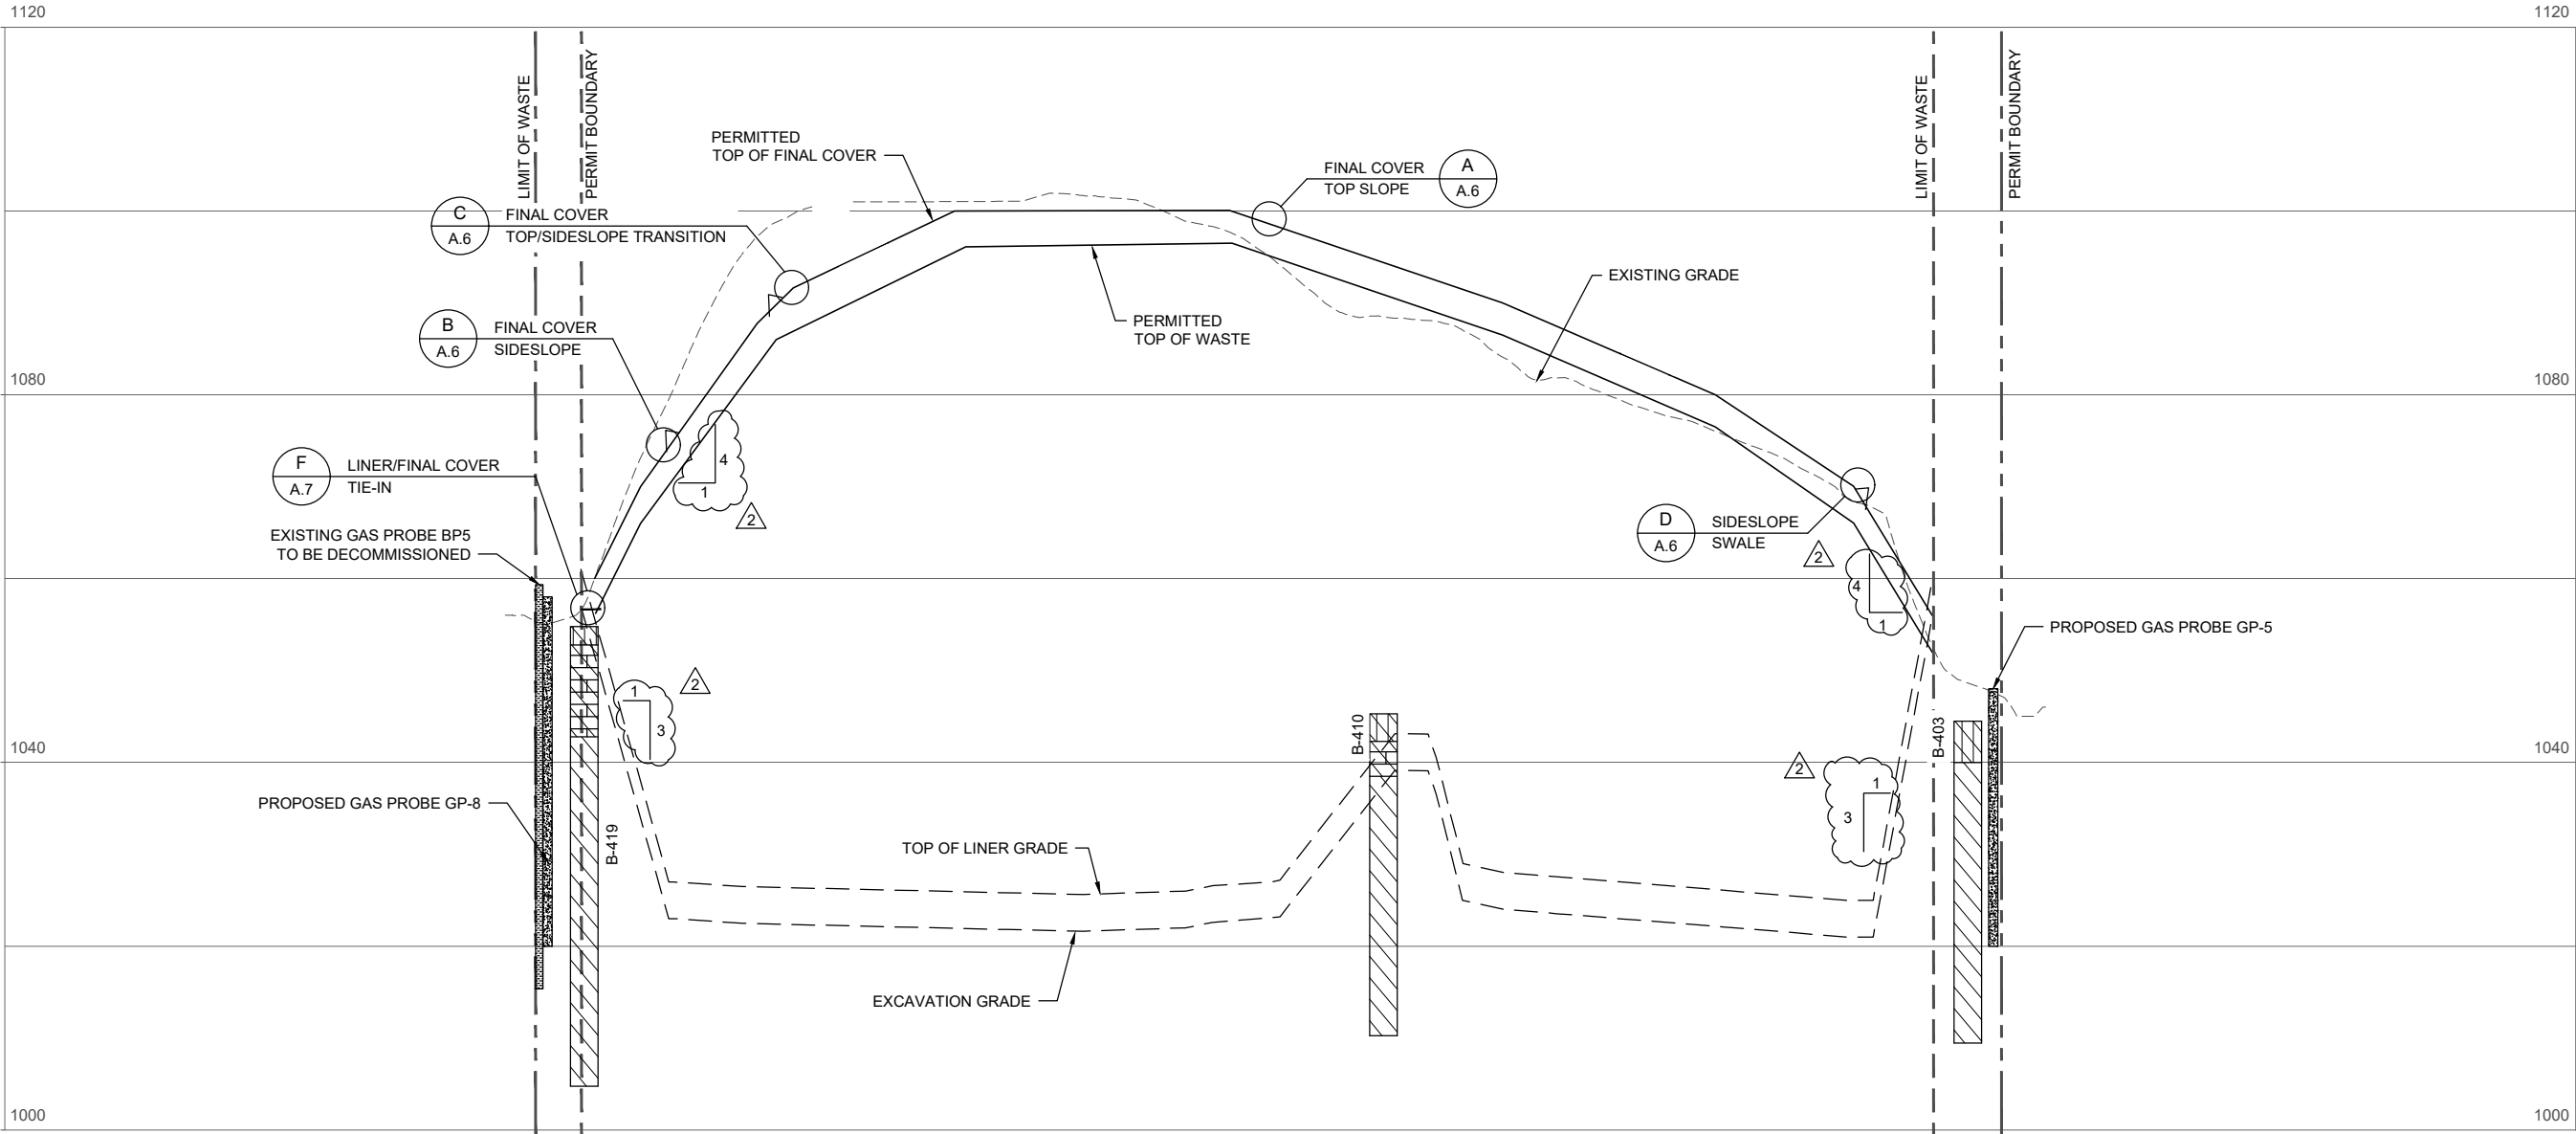 1120
1120
LIMIT OF WASTE
PERMIT BOUNDARY
LIMIT OF WASTE
PERMIT BOUNDARY
PERMITTED
TOP OF FINAL COVER
FINAL COVER
TOP SLOPE
A
A.6
C
A.6
FINAL COVER
TOP/SIDESLOPE TRANSITION
EXISTING GRADE
B
A.6
FINAL COVER
SIDESLOPE
PERMITTED
TOP OF WASTE
1080
1080
4
1
2
F
A.7
LINER/FINAL COVER
TIE-IN
D
A.6
SIDESLOPE
SWALE
2
4
1
EXISTING GAS PROBE BP5
TO BE DECOMMISSIONED
PROPOSED GAS PROBE GP-5
1
3
2
B-410
B-403
1040
1040
2
1
3
PROPOSED GAS PROBE GP-8
B-419
TOP OF LINER GRADE
EXCAVATION GRADE
1000
1000